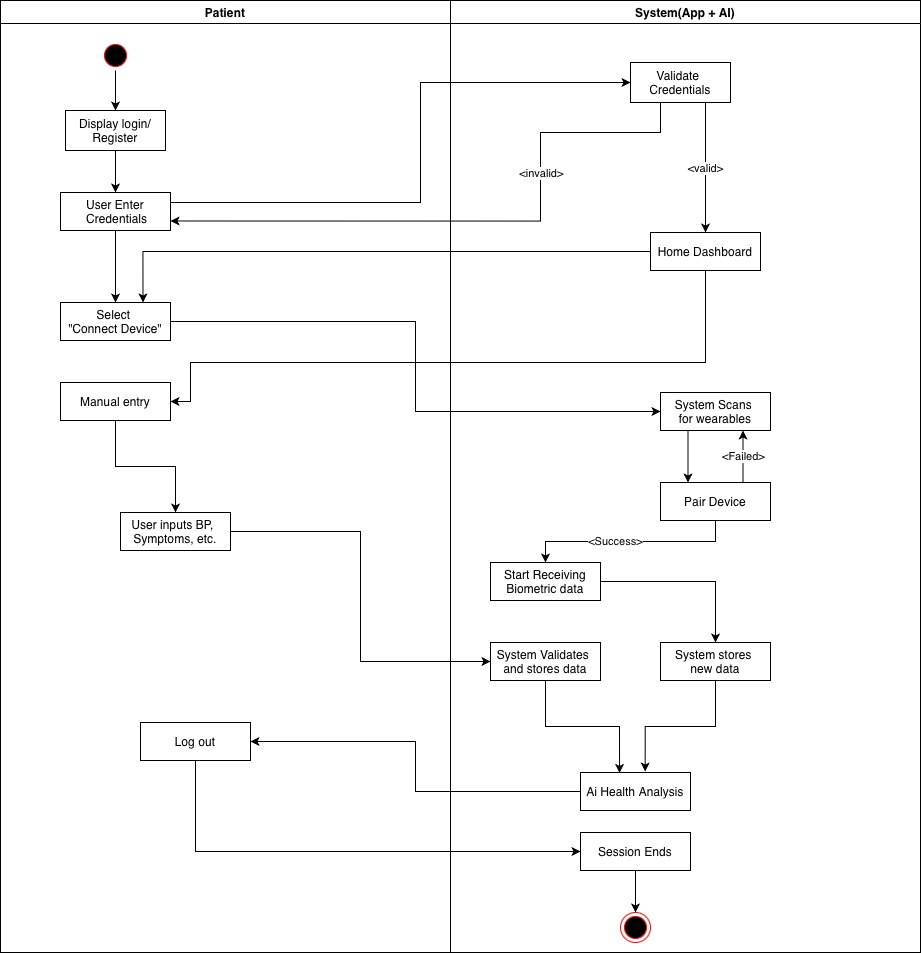 Patient
System(App + AI)
Validate
Credentials
Display login/
Register
<invalid>
<valid>
User Enter
Credentials
Home Dashboard
Select
"Connect Device"
Manual entry
System Scans
for wearables
<Failed>
Pair Device
User inputs BP,
Symptoms, etc.
<Success>
Start Receiving
Biometric data
System Validates
and stores data
System stores
new data
Log out
Ai Health Analysis
Session Ends